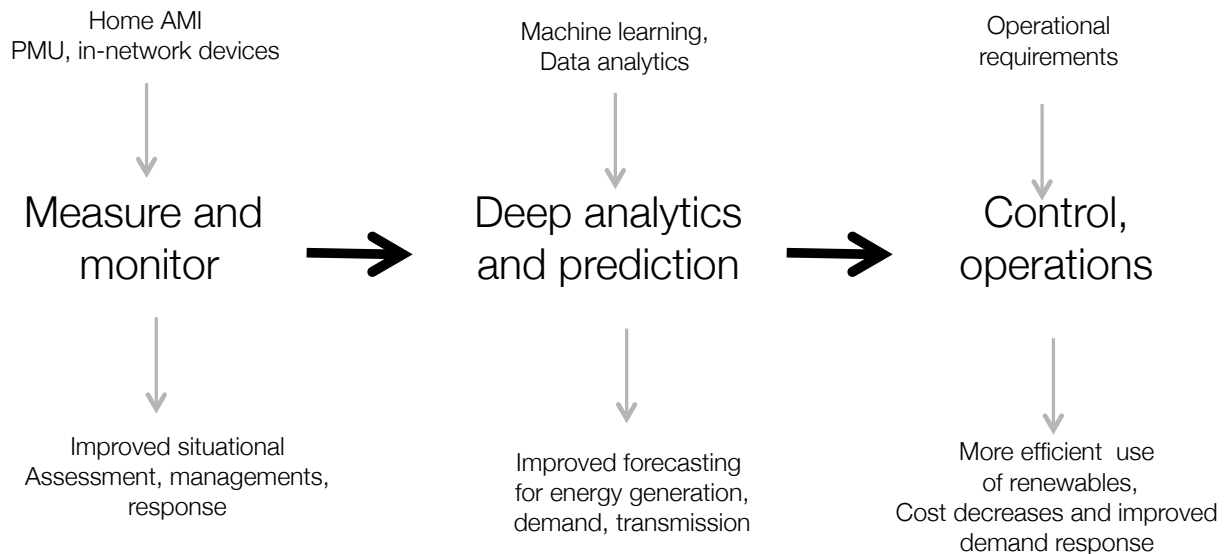 Home AMI
PMU, in-network devices
Machine learning,
Data analytics
Operational
requirements
Measure and
monitor
Deep analytics
and prediction
Control,
operations
Improved situational
Assessment, managements,
response
Improved forecasting
for energy generation,
demand, transmission
More efficient use
of renewables,
Cost decreases and improved
demand response